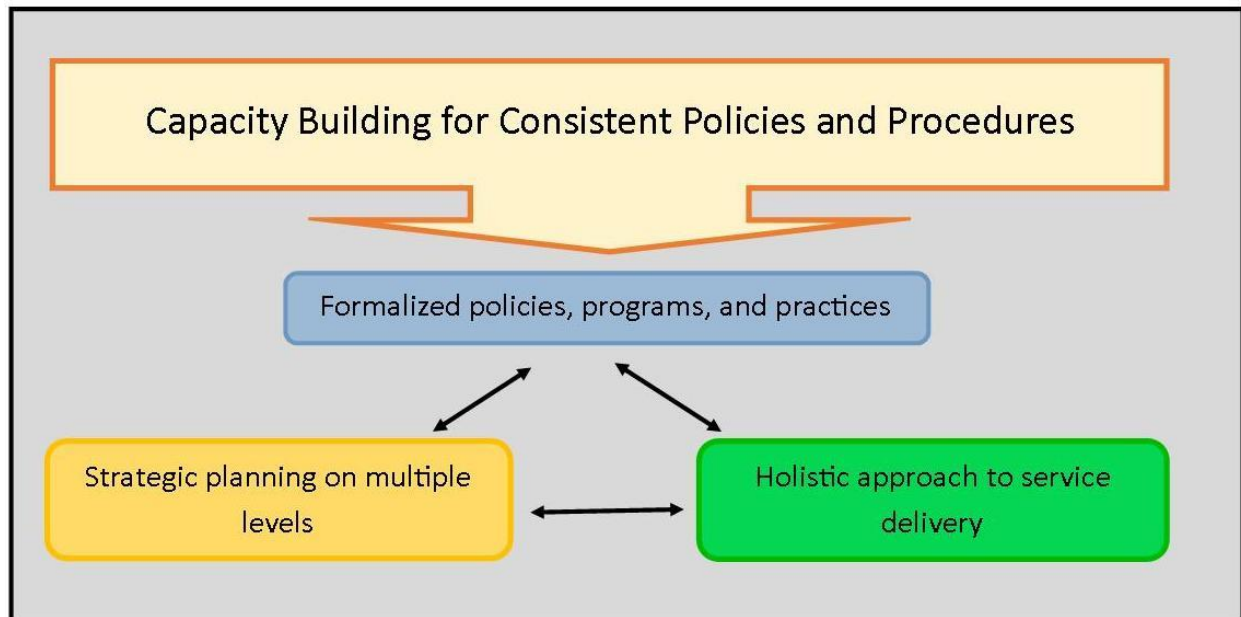 Capacity Building for Consistent Policies and Procedures
Formalized policies, programs, and practices
Strategic planning on multiple
levels
Holistic approach to service
delivery